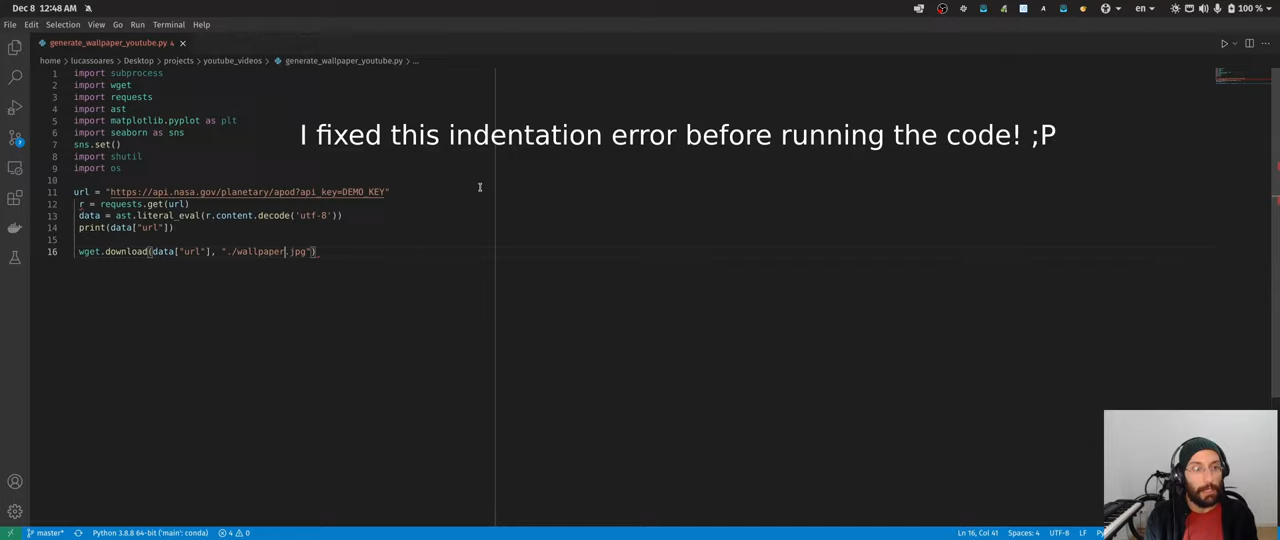 Dec 8 12:48 AM
en
100 %
File Edit Selection View Go Run Terminal Help
generate_wallpaper_youtube.py 4
home > lucassoares > Desktop > projects > youtube_videos > generate_wallpaper_youtube.py > ...
1 import subprocess
2 import wget
3 import requests
4 import ast
5 import matplotlib.pyplot as plt
6 import seaborn as sns
7 sns.set()
8 import shutil
9 import os
10
11 url = "https://api.nasa.gov/planetary/apod?api_key=DEMO_KEY"
12 r = requests.get(url)
13 data = ast.literal_eval(r.content.decode('utf-8'))
14 print(data["url"])
15
16 wget.download(data["url"], "./wallpaper.jpg")
I fixed this indentation error before running the code! ;P
master* Python 3.8.8 64-bit ('main': conda) 4 0 Ln 16, Col 41 Spaces: 4 UTF-8 LF